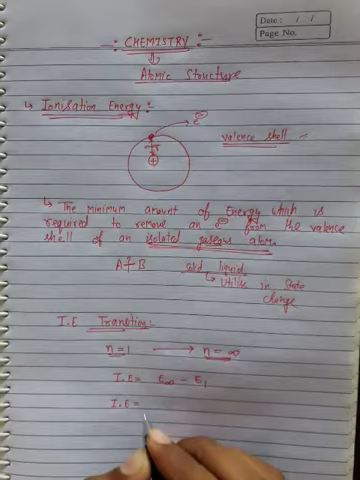 Date : / /
Page No.
-: CHEMISTRY :-
Atomic Structure
↳ Ionisation Energy :
e⊖
valence shell =
↳ The minimum amount of Energy which is
required to remove an e⊖ from the valence
shell of an isolated gaseous atom.
A + B solid liquid
↳ utilise in State
change
I.E Transtion:
n=1 ⟶ n = ∞
I.E = E∞ − E1
I.E =